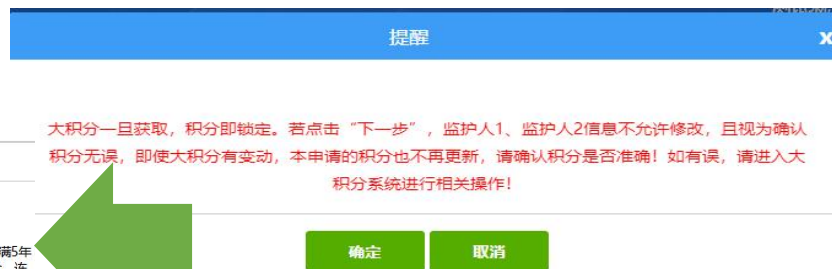 提醒
x
大积分一旦获取，积分即锁定。若点击“下一步”，监护人1、监护人2信息不允许修改，且视为确认
积分无误，即使大积分有变动，本申请的积分也不再更新，请确认积分是否准确！如有误，请进入大
积分系统进行相关操作！
满5年
确定 取消